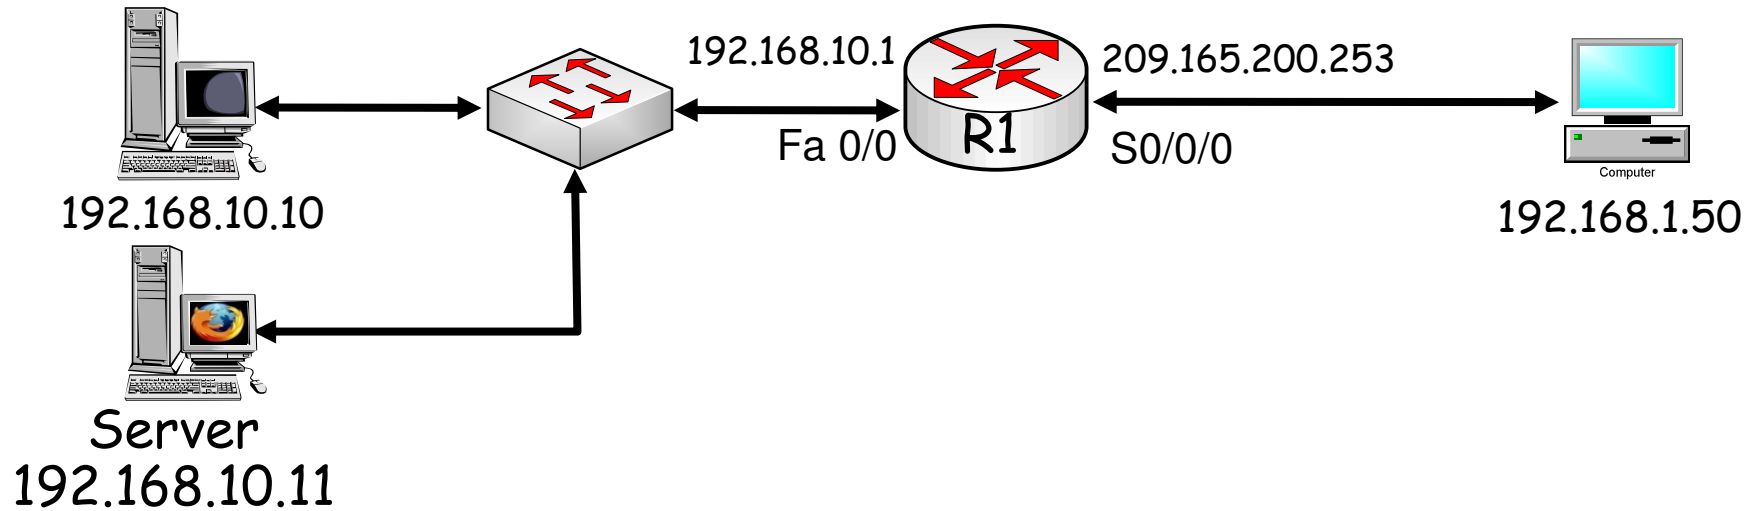 192.168.10.1
209.165.200.253
R1
Fa 0/0
S0/0/0
Computer
192.168.10.10
192.168.1.50
Server
192.168.10.11